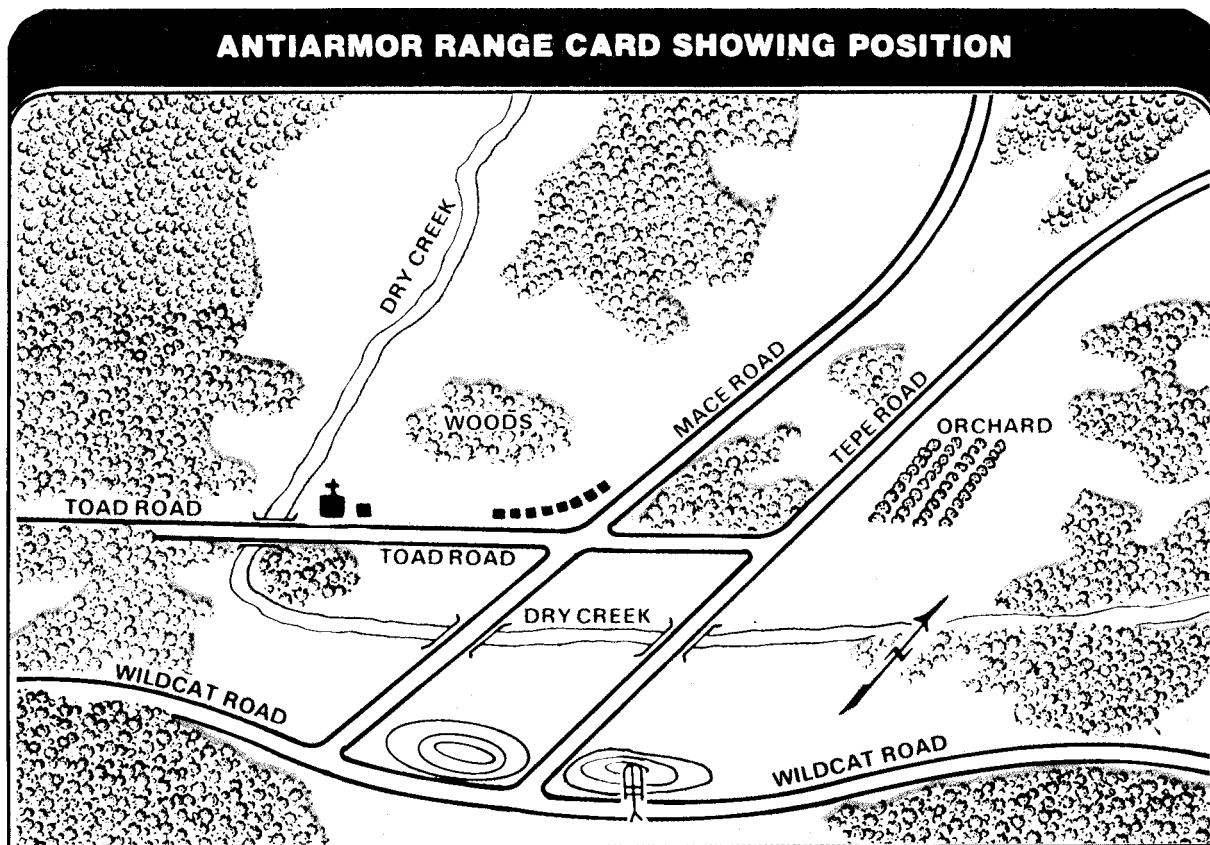 ANTIARMOR RANGE CARD SHOWING POSITION
DRY CREEK
MACE ROAD
WOODS
TEPE ROAD
ORCHARD
TOAD ROAD
TOAD ROAD
DRY CREEK
N
WILDCAT ROAD
WILDCAT ROAD